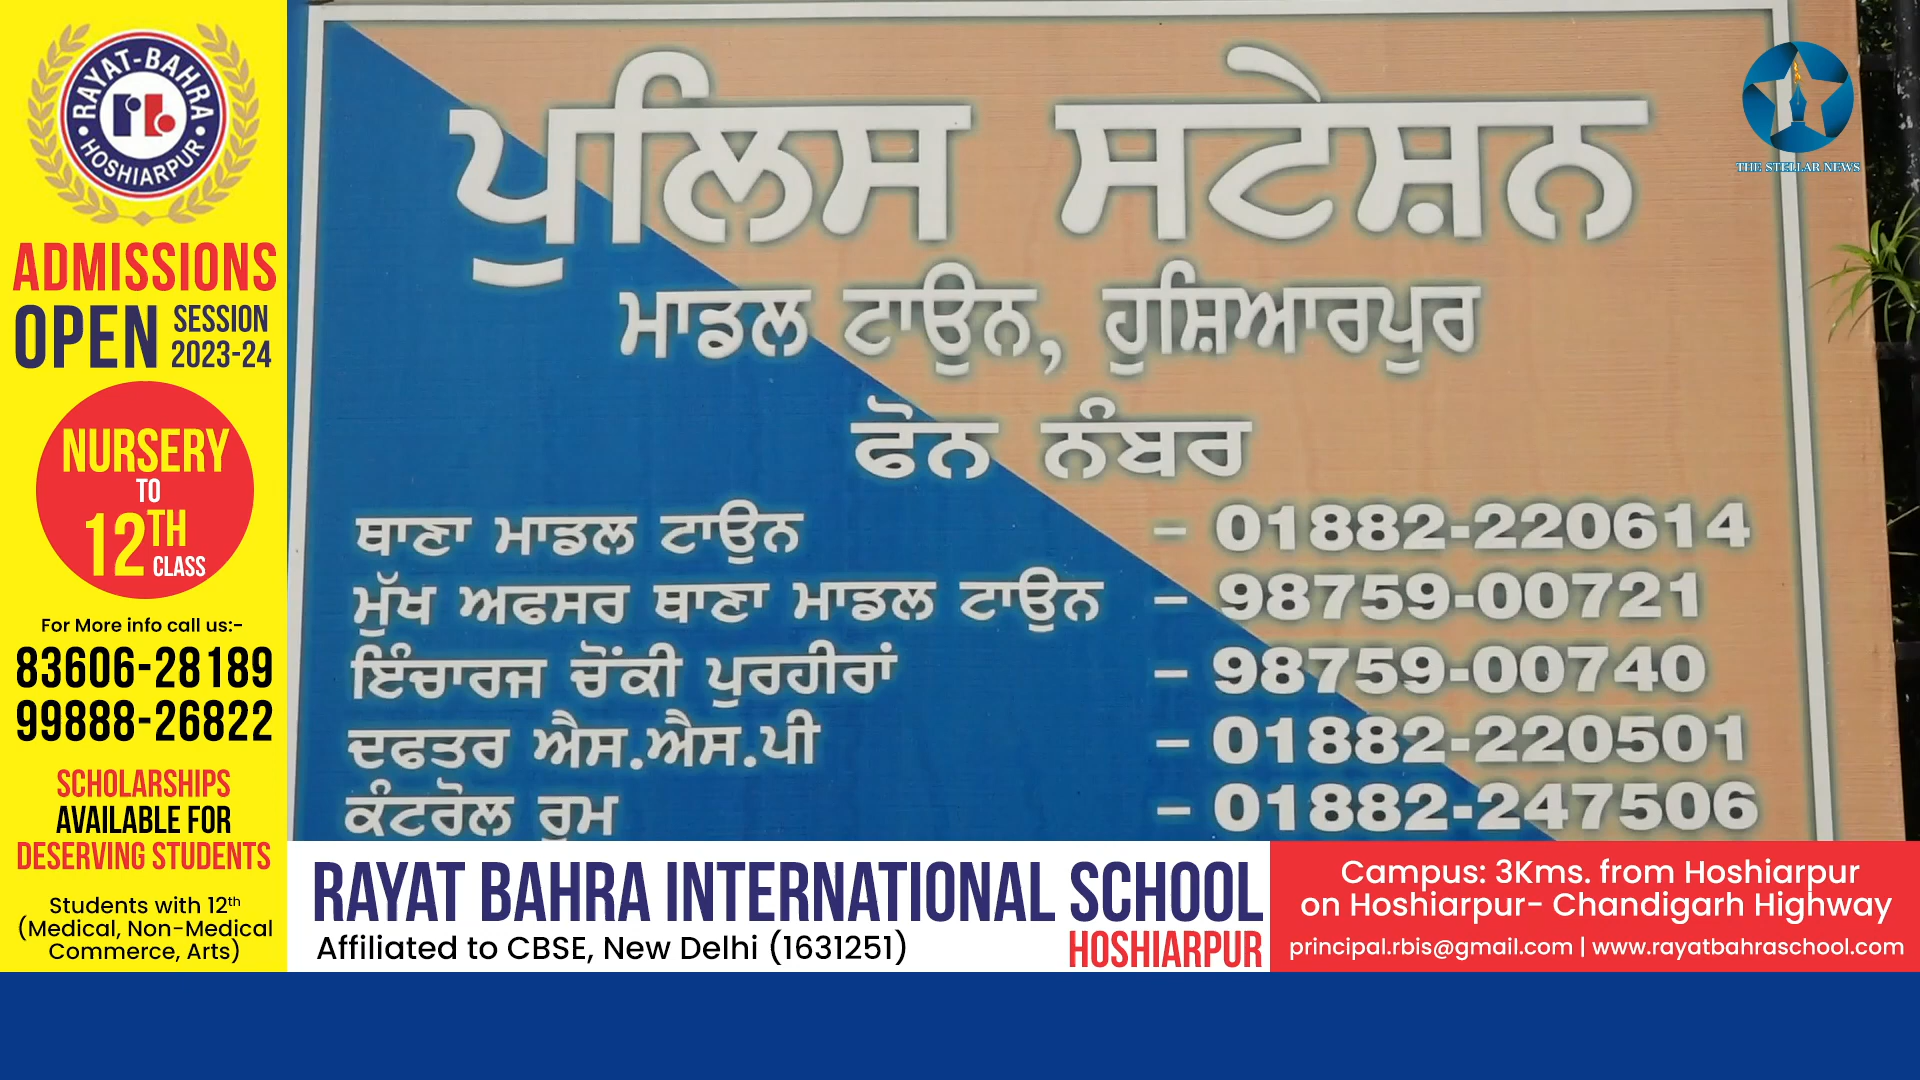 RAYAT-BAHRA
HOSHIARPUR
ADMISSIONS
OPEN SESSION
2023-24
NURSERY
TO
12TH
CLASS
For More info call us:-
83606-28189
99888-26822
SCHOLARSHIPS
AVAILABLE FOR
DESERVING STUDENTS
Students with 12th
(Medical, Non-Medical
Commerce, Arts)
ਪੁਲਿਸ ਸਟੇਸ਼ਨ
ਮਾਡਲ ਟਾਊਨ, ਹੁਸ਼ਿਆਰਪੁਰ
ਫੋਨ ਨੰਬਰ
ਥਾਣਾ ਮਾਡਲ ਟਾਊਨ – 01882-220614
ਮੁੱਖ ਅਫਸਰ ਥਾਣਾ ਮਾਡਲ ਟਾਊਨ – 98759-00721
ਇੰਚਾਰਜ ਚੋਂਕੀ ਪੁਰਹੀਰਾਂ – 98759-00740
ਦਫਤਰ ਐਸ.ਐਸ.ਪੀ – 01882-220501
ਕੰਟਰੋਲ ਰੂਮ – 01882-247506
THE STELLAR NEWS
RAYAT BAHRA INTERNATIONAL SCHOOL
Affiliated to CBSE, New Delhi (1631251) HOSHIARPUR
Campus: 3Kms. from Hoshiarpur
on Hoshiarpur- Chandigarh Highway
principal.rbis@gmail.com | www.rayatbahraschool.com